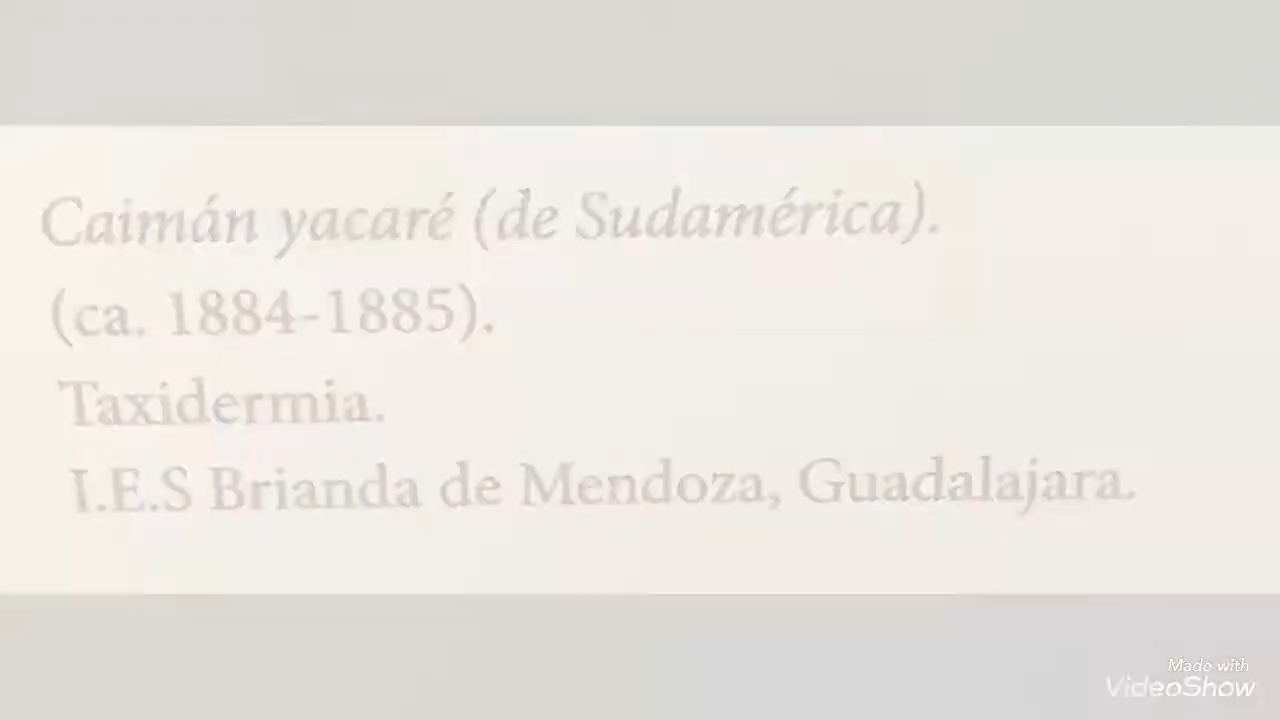 Caimán yacaré (de Sudamérica).
(ca. 1884-1885).
Taxidermia.
I.E.S Brianda de Mendoza, Guadalajara.
Made with
VideoShow